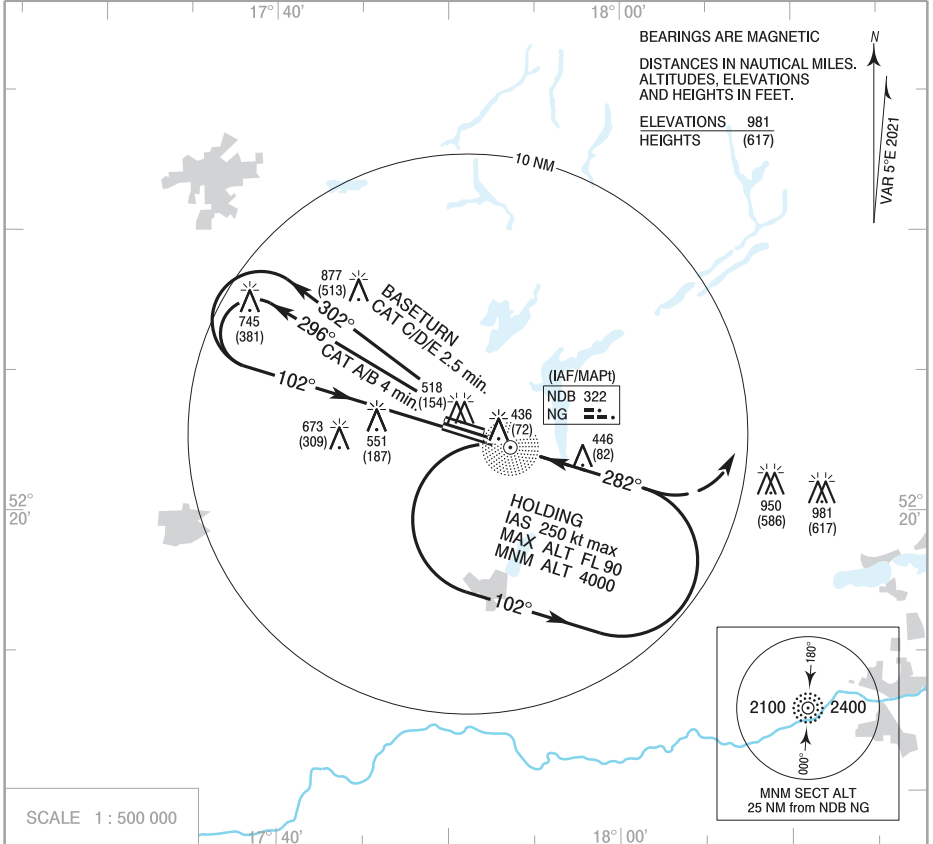 17°40'
18°00'
BEARINGS ARE MAGNETIC
DISTANCES IN NAUTICAL MILES.
ALTITUDES, ELEVATIONS
AND HEIGHTS IN FEET.
ELEVATIONS 981
HEIGHTS (617)
N
VAR 5°E 2021
10 NM
877
(513)
BASETURN
CAT C/D/E 2.5 min.
302°
296°
CAT A/B 4 min.
745
(381)
102°
518
(154)
(IAF/MAPt)
NDB 322
NG
436
(72)
673
(309)
551
(187)
446
(82)
282°
52°
20'
950
(586)
981
(617)
52°
20'
HOLDING
IAS 250 kt max
MAX ALT FL 90
MNM ALT 4000
102°
180°
2100
2400
000°
MNM SECT ALT
25 NM from NDB NG
SCALE 1 : 500 000
17°40'
18°00'